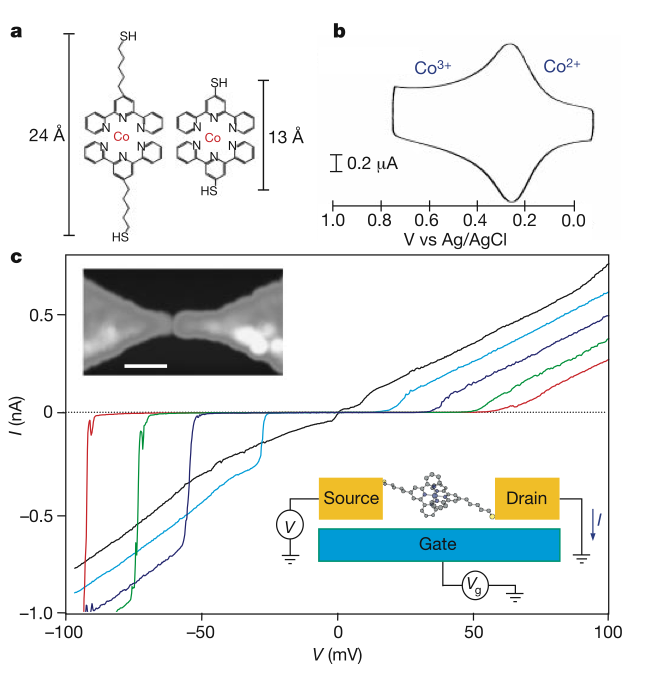 a
SH
N
N
N
Co
N
N
N
HS
24 Å
SH
N
N
N
Co
N
N
N
HS
13 Å
b
Co3+
Co2+
0.2 μA
1.0 0.8 0.6 0.4 0.2 0.0
V vs Ag/AgCl
c
0.5
0
−0.5
−1.0
I (nA)
Source
Drain
Gate
V
Vg
I
−100 −50 0 50 100
V (mV)